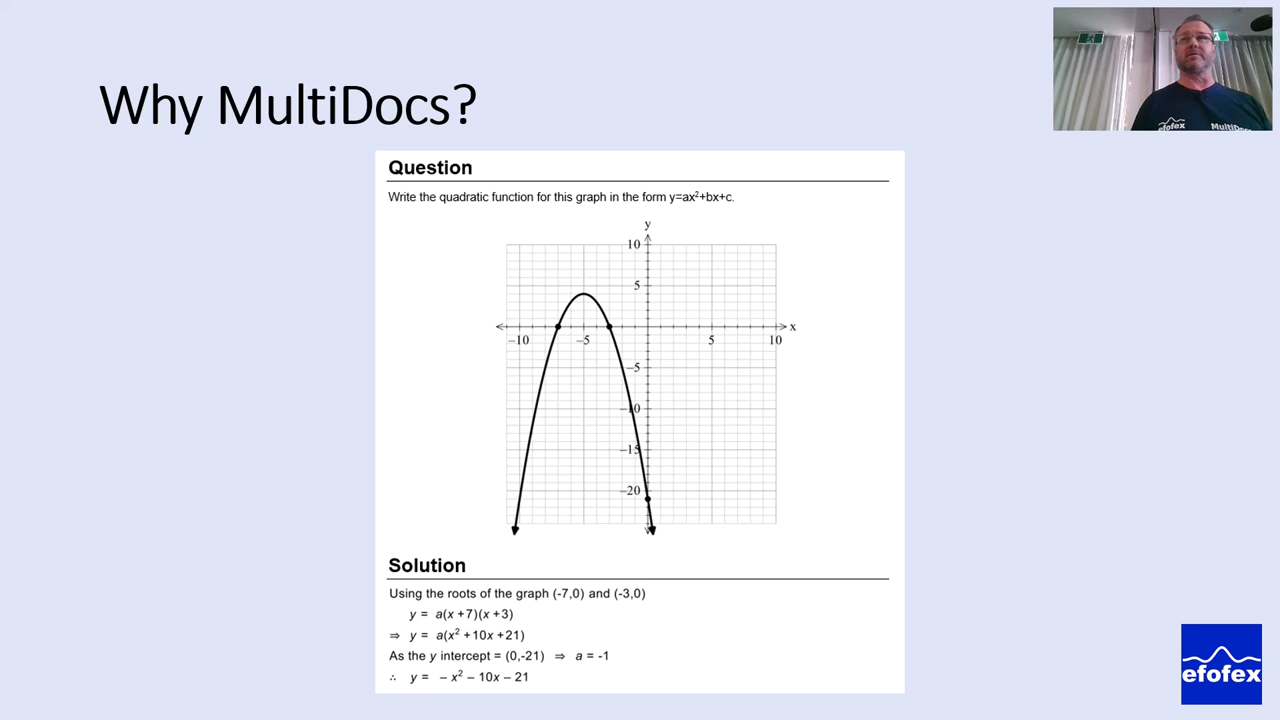 Why MultiDocs?
efofex
Question
Write the quadratic function for this graph in the form y=ax²+bx+c.
y
10
5
–10
–5
5
10
x
–5
–10
–15
–20
Solution
Using the roots of the graph (-7,0) and (-3,0)
y = a(x+7)(x+3)
⇒ y = a(x²+10x+21)
As the y intercept = (0,-21) ⇒ a = -1
∴ y = – x² – 10x – 21
efofex